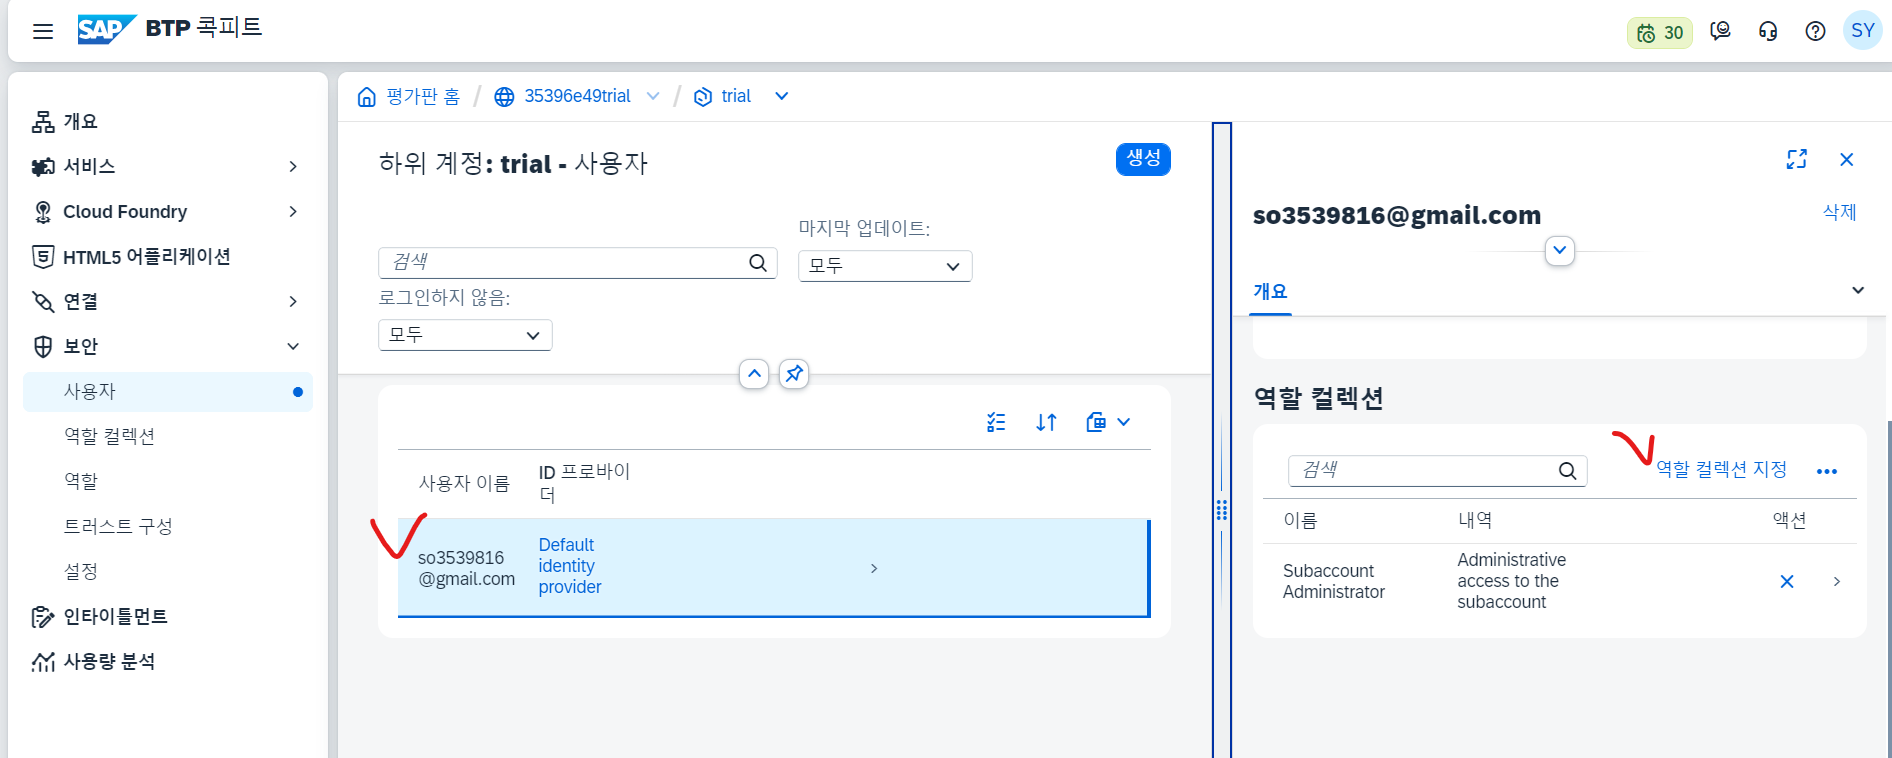 SAP BTP 콕피트
30
SY
개요
서비스
Cloud Foundry
HTML5 어플리케이션
연결
보안
사용자
역할 컬렉션
역할
트러스트 구성
설정
인타이틀먼트
사용량 분석
평가판 홈 / 35396e49trial / trial
하위 계정: trial - 사용자
생성
마지막 업데이트:
검색
모두
로그인하지 않음:
모두
사용자 이름
ID 프로바이
더
so3539816
@gmail.com
Default
identity
provider
so3539816@gmail.com
삭제
개요
역할 컬렉션
검색
역할 컬렉션 지정
이름 내역 액션
Subaccount
Administrator
Administrative
access to the
subaccount